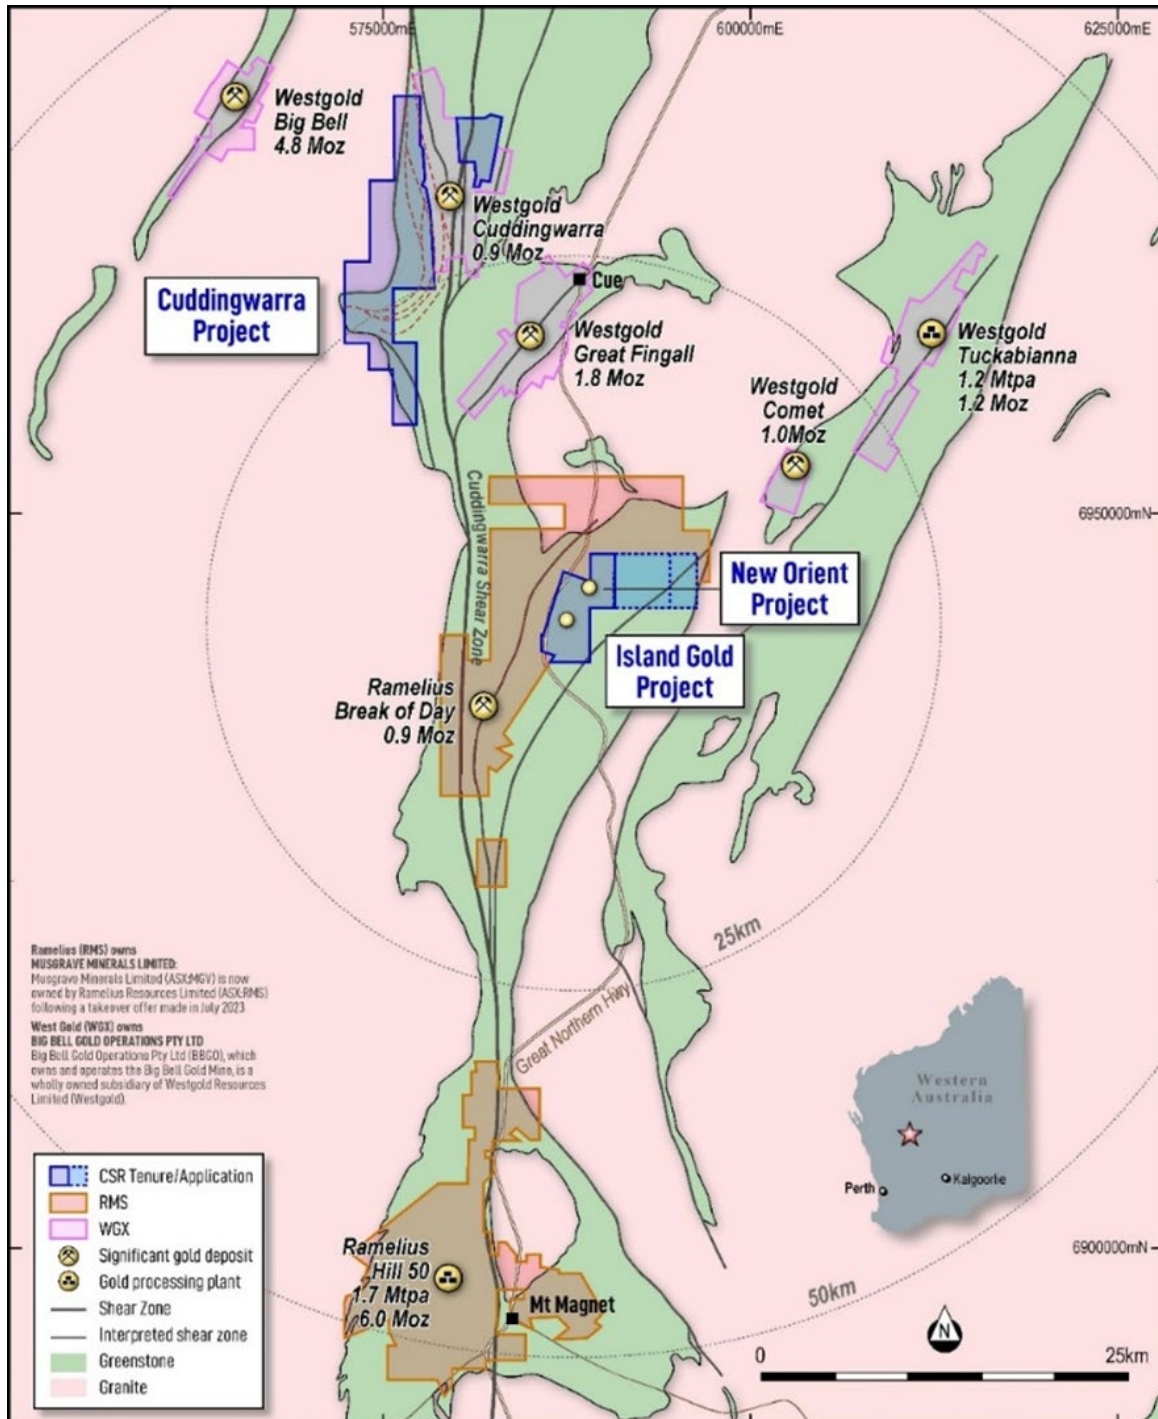 575000mE
600000mE
625000mE
Westgold
Big Bell
4.8 Moz
Westgold
Cuddingwarra
0.9 Moz
Cuddingwarra
Project
Cue
Westgold
Great Fingall
1.8 Moz
Westgold
Tuckabianna
1.2 Mtpa
1.2 Moz
Westgold
Comet
1.0Moz
Cuddingwarra Shear Zone
6950000mN
New Orient
Project
Island Gold
Project
Ramelius
Break of Day
0.9 Moz
25km
Great Northern Hwy
Ramelius (RMS) owns
MUSGRAVE MINERALS LIMITED:
Musgrave Minerals Limited (ASX:MGV) is now
owned by Ramelius Resources Limited (ASX:RMS)
following a takeover offer made in July 2023
West Gold (WGX) owns
BIG BELL GOLD OPERATIONS PTY LTD
Big Bell Gold Operations Pty Ltd (BBGO), which
owns and operates the Big Bell Gold Mine, is a
wholly owned subsidiary of Westgold Resources
Limited (Westgold).
Western
Australia
Perth
Kalgoorlie
CSR Tenure/Application
RMS
WGX
Significant gold deposit
Gold processing plant
Shear Zone
Interpreted shear zone
Greenstone
Granite
Ramelius
Hill 50
1.7 Mtpa
6.0 Moz
Mt Magnet
6900000mN
50km
N
0
25km